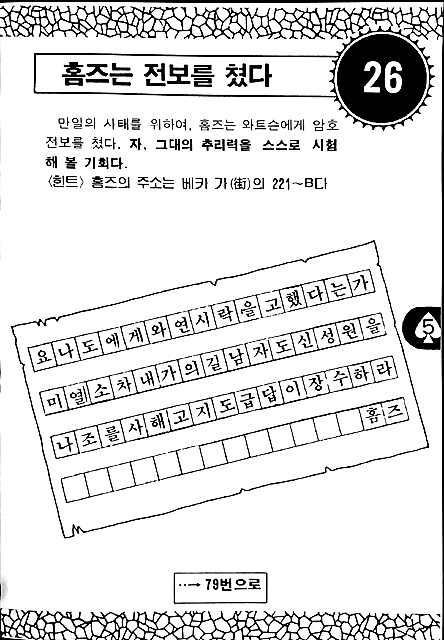 홈즈는 전보를 쳤다
26
만일의 사태를 위하여, 홈즈는 와트슨에게 암호
전보를 쳤다. 자, 그대의 추리력을 스스로 시험
해 볼 기회다.
〈힌트〉 홈즈의 주소는 베카 가(街)의 221~B다
5
요나도에게와연시락을고했다는가
미열소차내가의길남자도신성원을
나조를사해고지도급답이장수하라
홈즈
…→ 79번으로